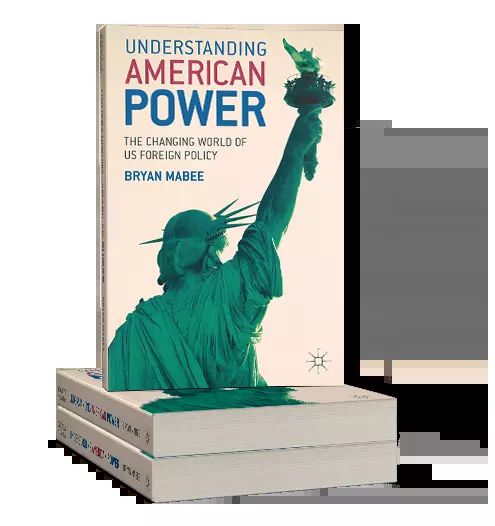 UNDERSTANDING
AMERICAN
POWER
THE CHANGING WORLD OF
US FOREIGN POLICY
BRYAN MABEE